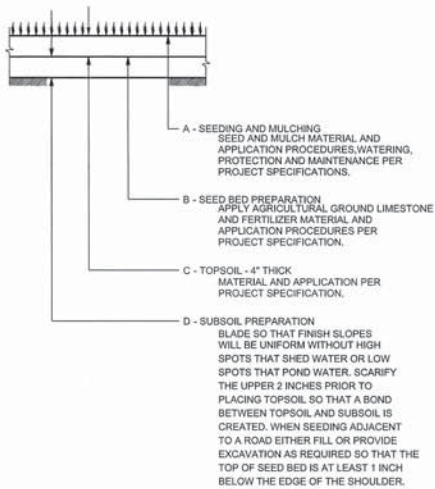 A - SEEDING AND MULCHING
SEED AND MULCH MATERIAL AND
APPLICATION PROCEDURES,WATERING,
PROTECTION AND MAINTENANCE PER
PROJECT SPECIFICATIONS.
B - SEED BED PREPARATION
APPLY AGRICULTURAL GROUND LIMESTONE
AND FERTILIZER MATERIAL AND
APPLICATION PROCEDURES PER
PROJECT SPECIFICATION.
C - TOPSOIL - 4" THICK
MATERIAL AND APPLICATION PER
PROJECT SPECIFICATION.
D - SUBSOIL PREPARATION
BLADE SO THAT FINISH SLOPES
WILL BE UNIFORM WITHOUT HIGH
SPOTS THAT SHED WATER OR LOW
SPOTS THAT POND WATER. SCARIFY
THE UPPER 2 INCHES PRIOR TO
PLACING TOPSOIL SO THAT A BOND
BETWEEN TOPSOIL AND SUBSOIL IS
CREATED. WHEN SEEDING ADJACENT
TO A ROAD EITHER FILL OR PROVIDE
EXCAVATION AS REQUIRED SO THAT THE
TOP OF SEED BED IS AT LEAST 1 INCH
BELOW THE EDGE OF THE SHOULDER.